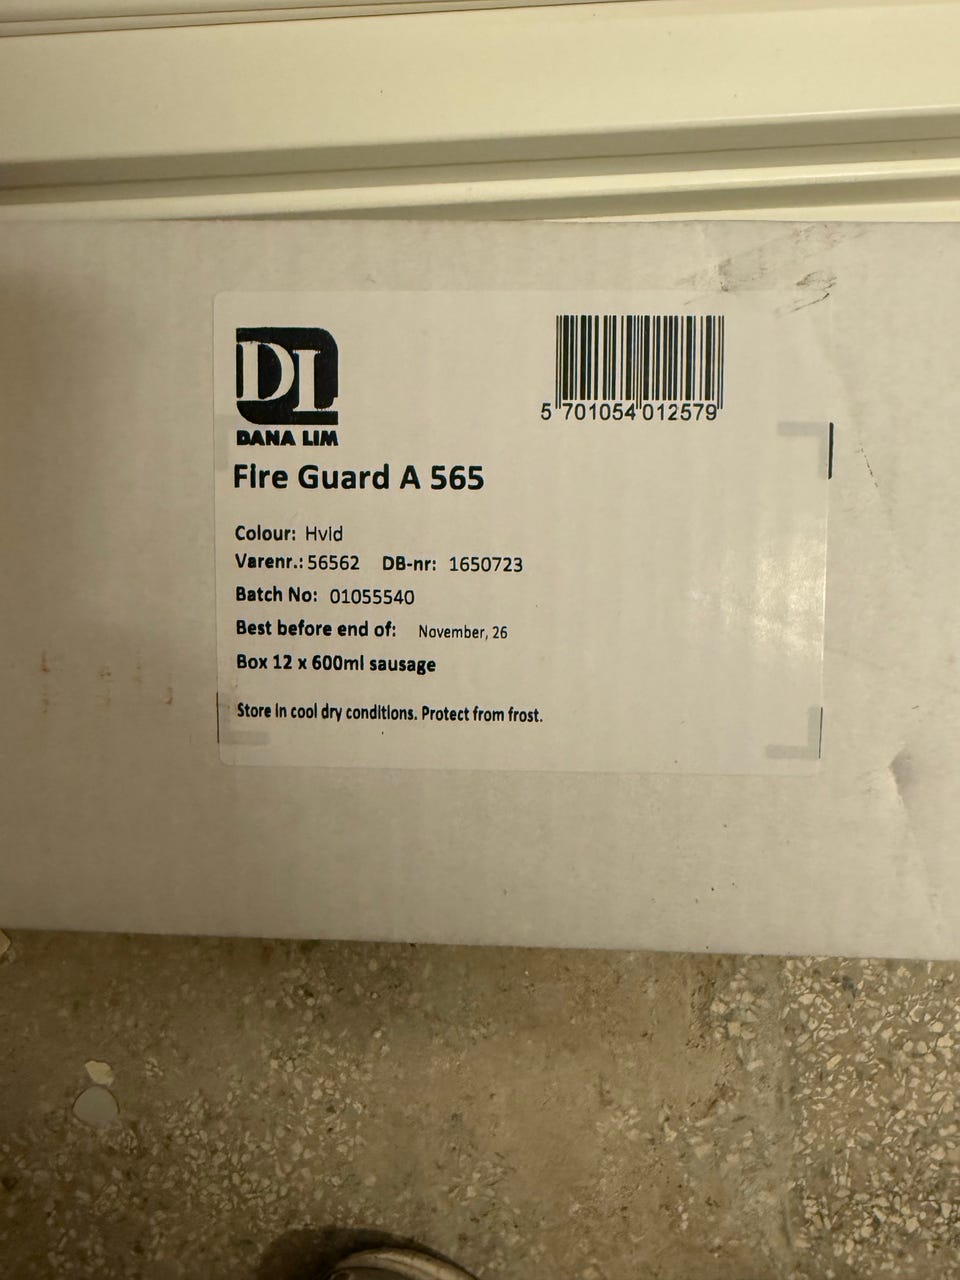 DL
DANA LIM
5 701054 012579
Fire Guard A 565
Colour: Hvid
Varenr.: 56562 DB-nr: 1650723
Batch No: 01055540
Best before end of: November, 26
Box 12 x 600ml sausage
Store in cool dry conditions. Protect from frost.